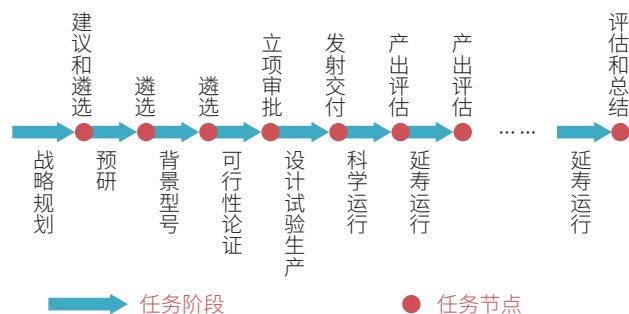 建议和遴选
遴选
遴选
立项审批
发射交付
产出评估
产出评估
评估和总结
……
战略规划
预研
背景型号
可行性论证
设计试验生产
科学运行
延寿运行
延寿运行
任务阶段
任务节点